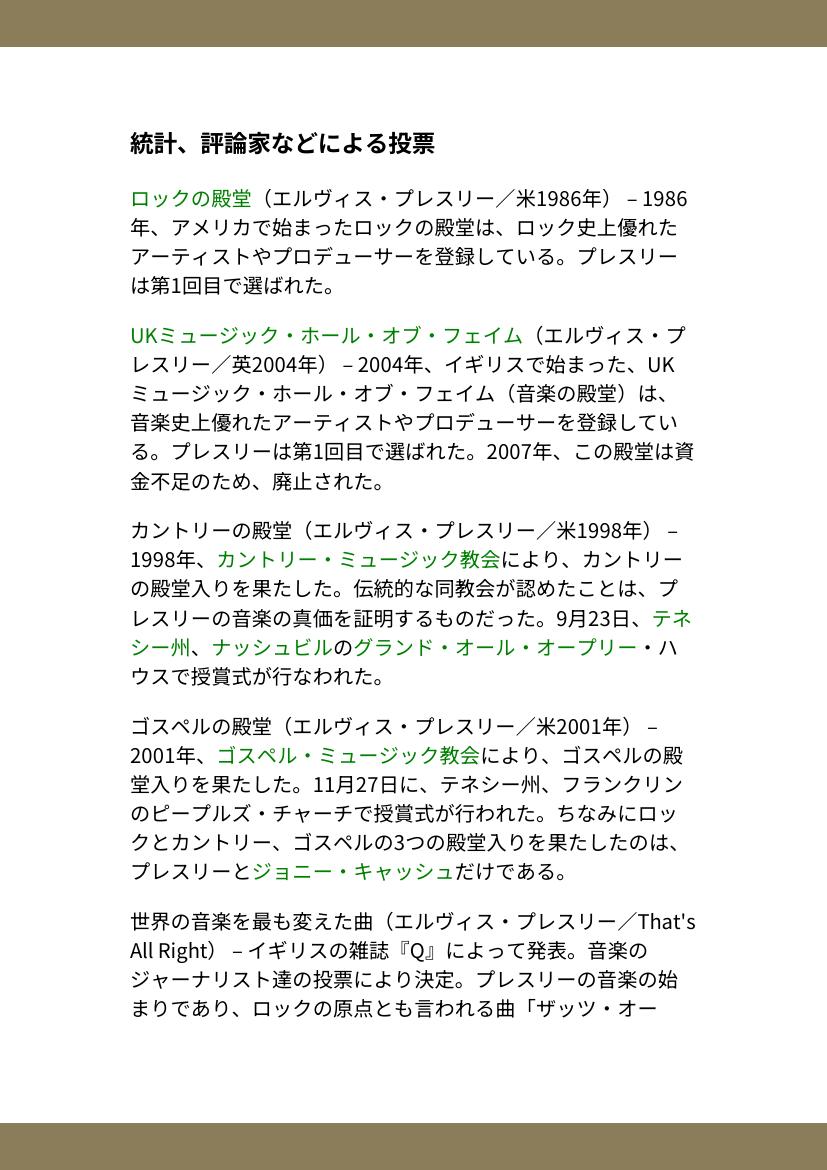 統計、評論家などによる投票
ロックの殿堂（エルヴィス・プレスリー／米1986年） – 1986
年、アメリカで始まったロックの殿堂は、ロック史上優れた
アーティストやプロデューサーを登録している。プレスリー
は第1回目で選ばれた。
UKミュージック・ホール・オブ・フェイム（エルヴィス・プ
レスリー／英2004年） – 2004年、イギリスで始まった、UK
ミュージック・ホール・オブ・フェイム（音楽の殿堂）は、
音楽史上優れたアーティストやプロデューサーを登録してい
る。プレスリーは第1回目で選ばれた。2007年、この殿堂は資
金不足のため、廃止された。
カントリーの殿堂（エルヴィス・プレスリー／米1998年） –
1998年、カントリー・ミュージック教会により、カントリー
の殿堂入りを果たした。伝統的な同教会が認めたことは、プ
レスリーの音楽の真価を証明するものだった。9月23日、テネ
シー州、ナッシュビルのグランド・オール・オープリー・ハ
ウスで授賞式が行なわれた。
ゴスペルの殿堂（エルヴィス・プレスリー／米2001年） –
2001年、ゴスペル・ミュージック教会により、ゴスペルの殿
堂入りを果たした。11月27日に、テネシー州、フランクリン
のピープルズ・チャーチで授賞式が行われた。ちなみにロッ
クとカントリー、ゴスペルの3つの殿堂入りを果たしたのは、
プレスリーとジョニー・キャッシュだけである。
世界の音楽を最も変えた曲（エルヴィス・プレスリー／That's
All Right） – イギリスの雑誌『Q』によって発表。音楽の
ジャーナリスト達の投票により決定。プレスリーの音楽の始
まりであり、ロックの原点とも言われる曲「ザッツ・オー